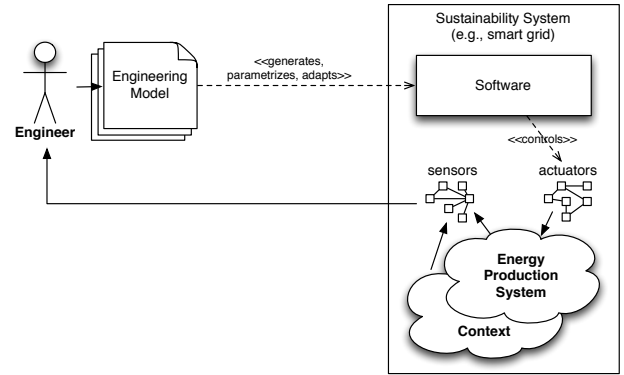 Sustainability System
(e.g., smart grid)
<<generates,
parametrizes, adapts>>
Engineering
Model
Software
Engineer
<<controls>>
sensors
actuators
Energy
Production
System
Context